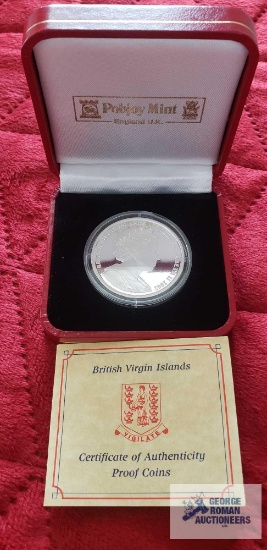 Pobjoy Mint
England U.K.
British Virgin Islands
VIGILATE
Certificate of Authenticity
Proof Coins
GEORGE
ROMAN
AUCTIONEERS